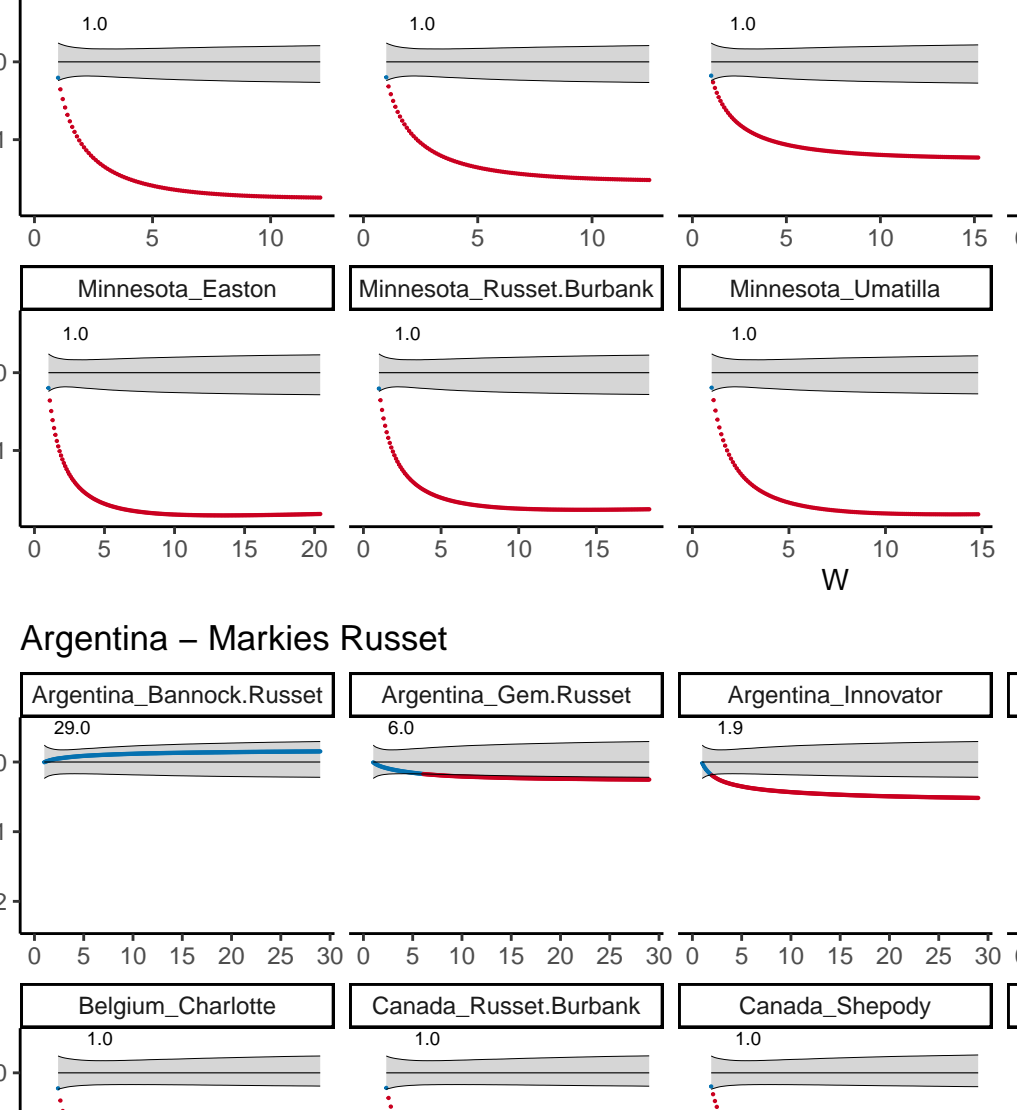 1.0 1.0 1.0
0 5 10 0 5 10 0 5 10 15
Minnesota_Easton Minnesota_Russet.Burbank Minnesota_Umatilla
1.0 1.0 1.0
0 5 10 15 20 0 5 10 15 0 5 10 15
W
Argentina – Markies Russet
Argentina_Bannock.Russet Argentina_Gem.Russet Argentina_Innovator
29.0 6.0 1.9
0 5 10 15 20 25 30 0 5 10 15 20 25 30 0 5 10 15 20 25 30
Belgium_Charlotte Canada_Russet.Burbank Canada_Shepody
1.0 1.0 1.0